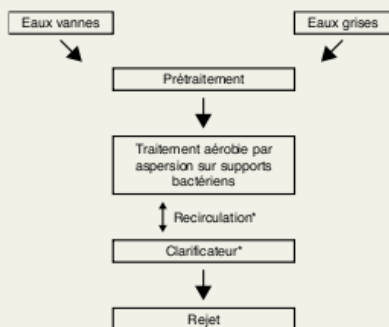 Eaux vannes
Eaux grises
Prétraitement
Traitement aérobie par
aspersion sur supports
bactériens
Recirculation*
Clarificateur*
Rejet